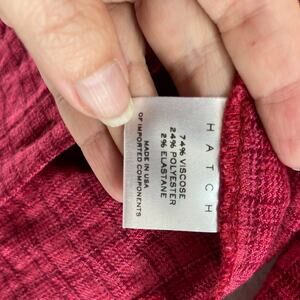 HATCH
74% VISCOSE
24% POLYESTER
2% ELASTANE
MADE IN USA
OF IMPORTED COMPONENTS